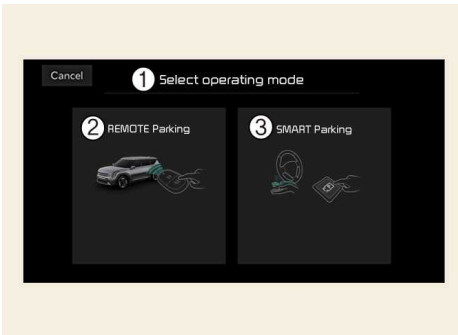 Cancel
1 Select operating mode
2 REMOTE Parking
3 SMART Parking